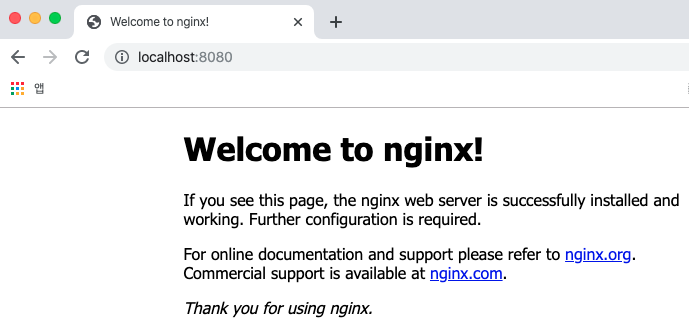 Welcome to nginx!
localhost:8080
앱
Welcome to nginx!
If you see this page, the nginx web server is successfully installed and
working. Further configuration is required.
For online documentation and support please refer to nginx.org.
Commercial support is available at nginx.com.
Thank you for using nginx.